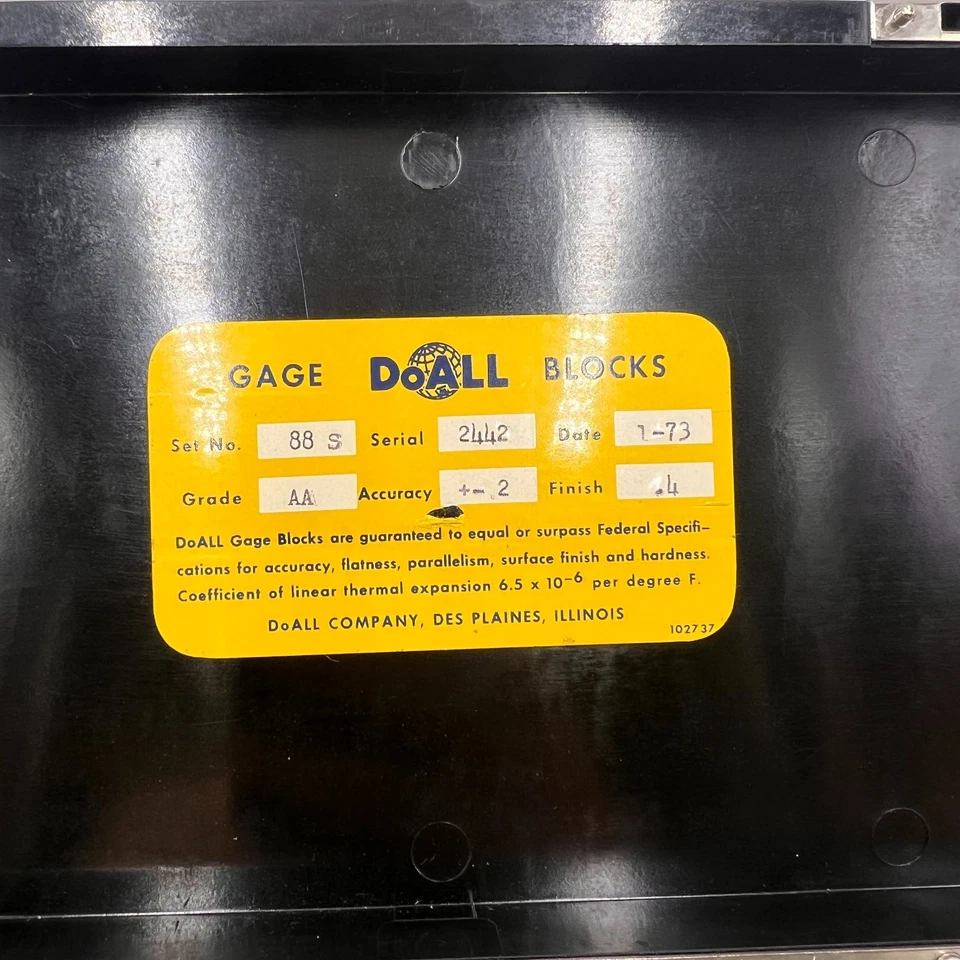 GAGE DoALL BLOCKS
Set No. 88 S Serial 2442 Date 1-73
Grade AA Accuracy +- .2 Finish .4
DoALL Gage Blocks are guaranteed to equal or surpass Federal Specifi-
cations for accuracy, flatness, parallelism, surface finish and hardness.
Coefficient of linear thermal expansion 6.5 x 10⁻⁶ per degree F.
DoALL COMPANY, DES PLAINES, ILLINOIS
102737